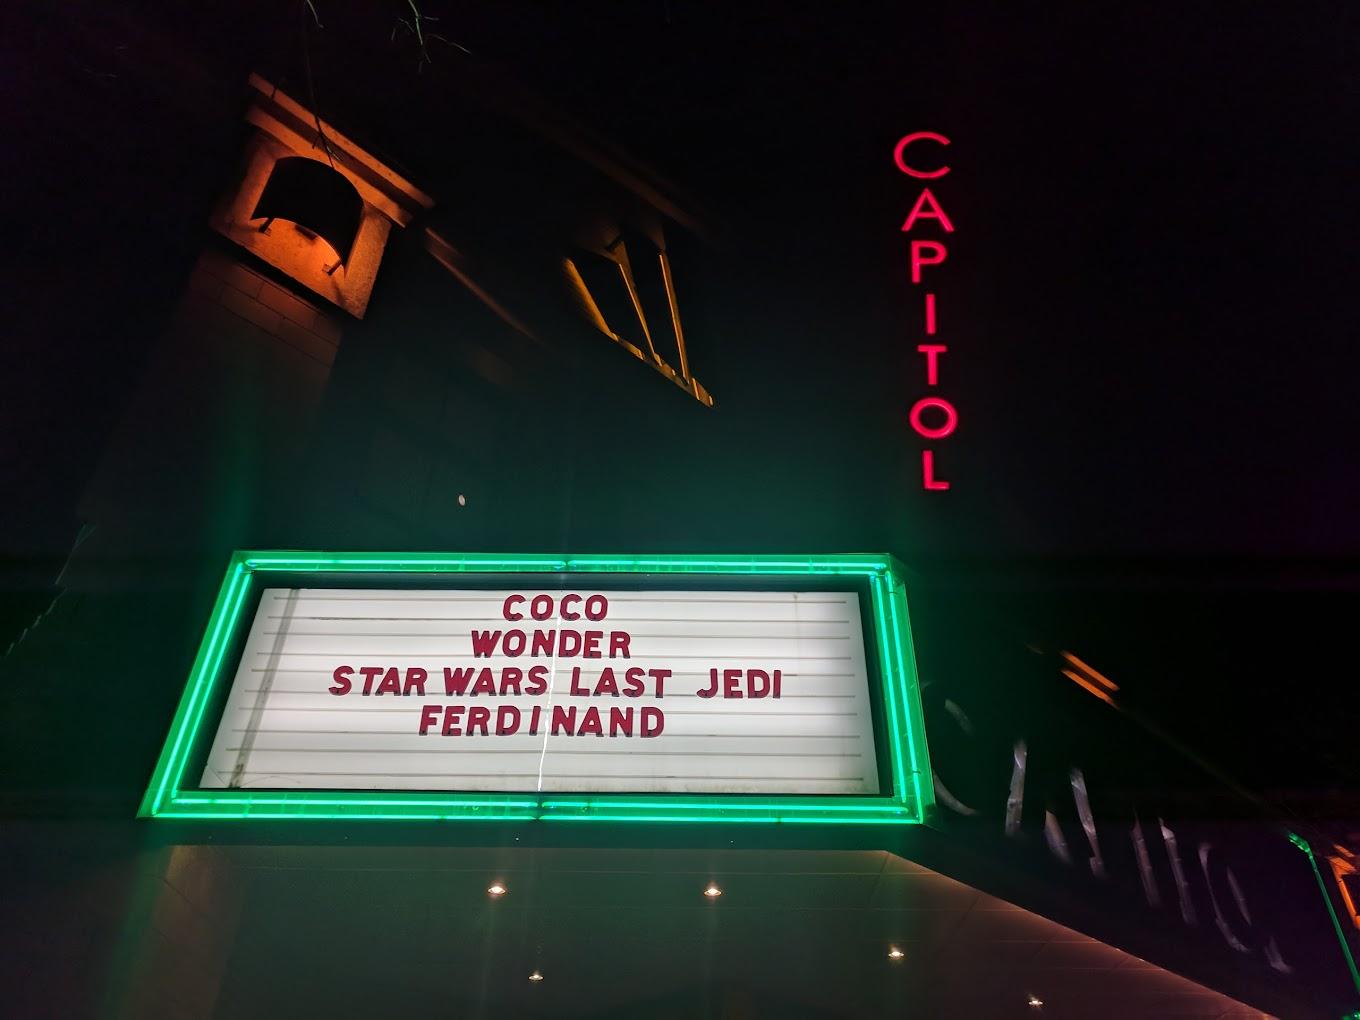 CAPITOL
COCO
WONDER
STAR WARS LAST JEDI
FERDINAND